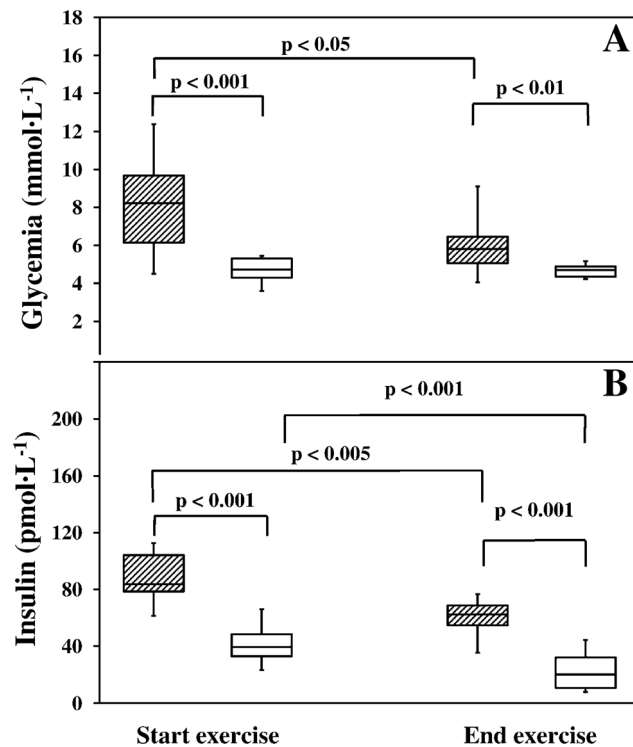 18
A
p < 0.05
16
p < 0.001
p < 0.01
14
12
10
8
6
4
2
Glycemia (mmol·L⁻¹)
B
p < 0.001
200
p < 0.005
160
p < 0.001
p < 0.001
120
80
40
0
Insulin (pmol·L⁻¹)
Start exercise
End exercise